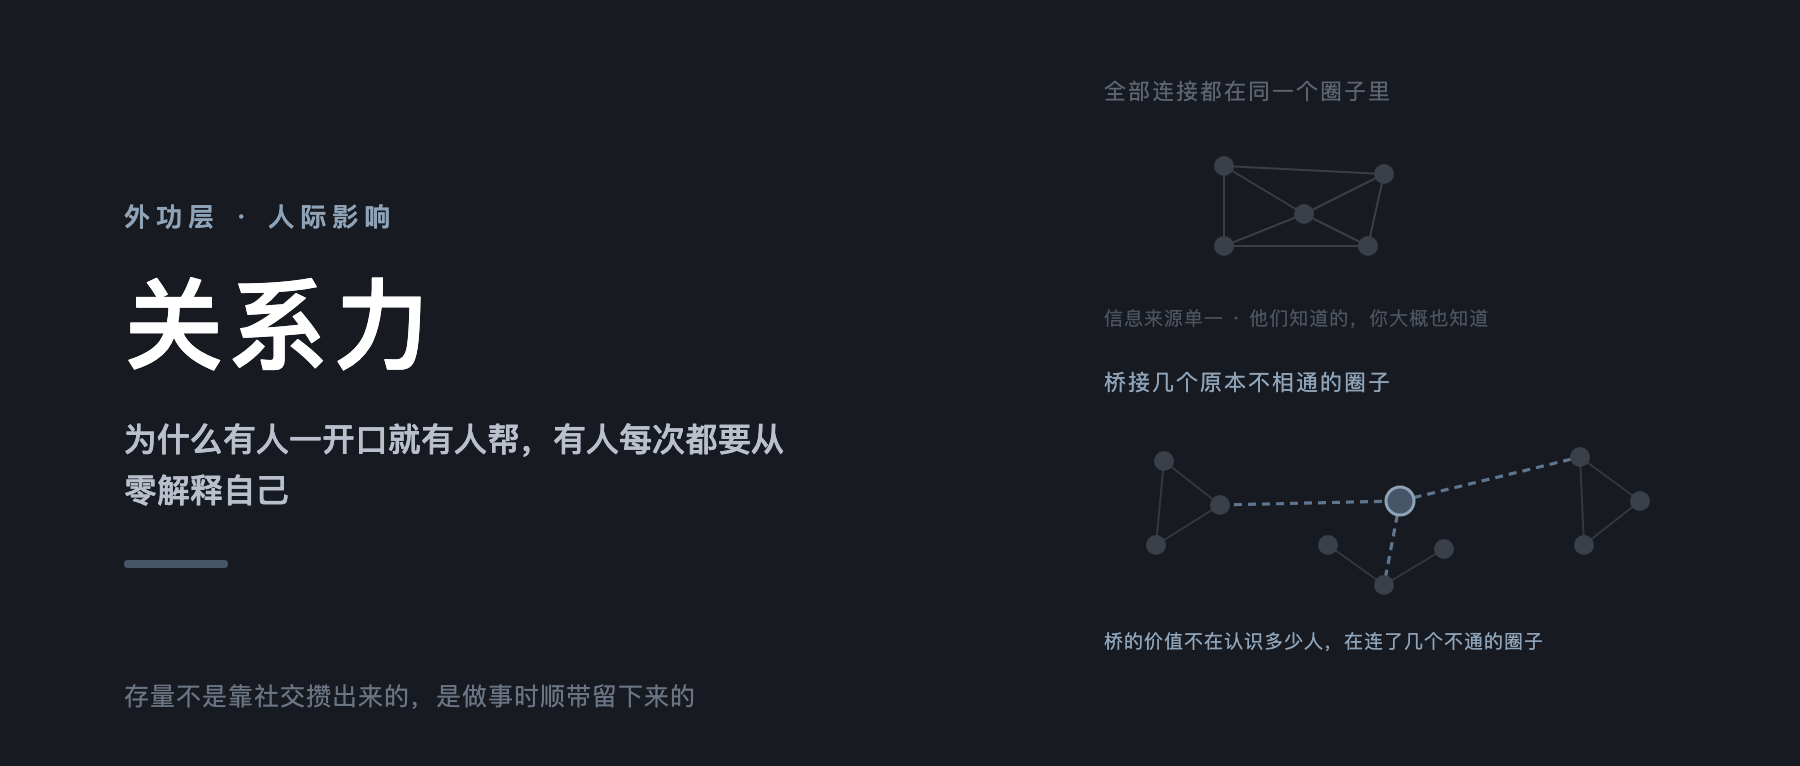 外功层 · 人际影响
关系力
为什么有人一开口就有人帮，有人每次都要从
零解释自己
存量不是靠社交攒出来的，是做事时顺带留下来的
全部连接都在同一个圈子里
信息来源单一 · 他们知道的，你大概也知道
桥接几个原本不相通的圈子
桥的价值不在认识多少人，在连了几个不通的圈子